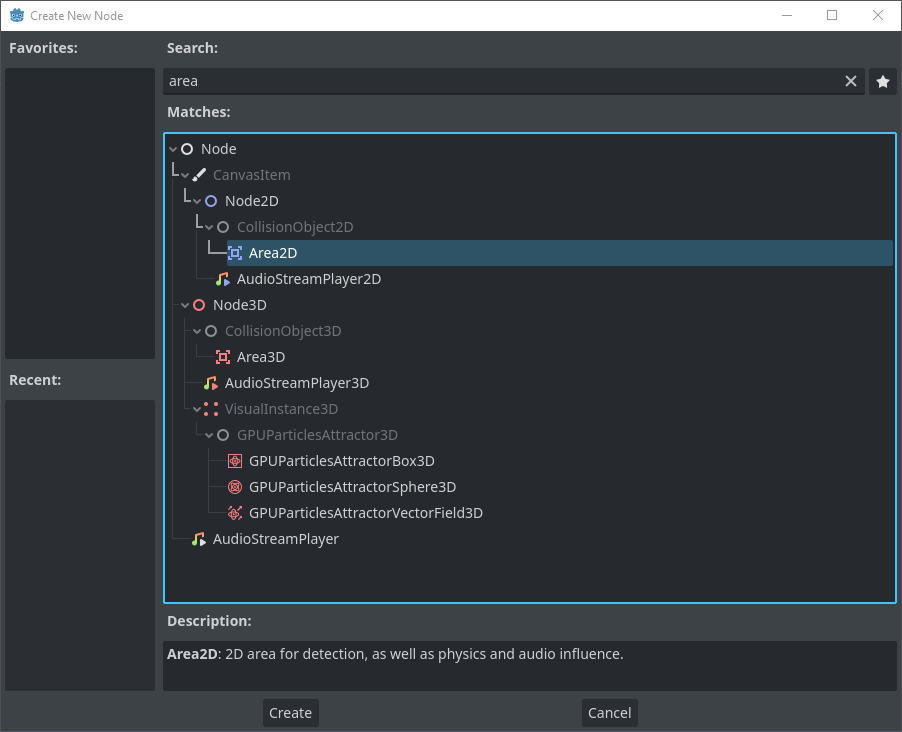 Create New Node
Favorites:
Search:
area
Matches:
Node
CanvasItem
Node2D
CollisionObject2D
Area2D
AudioStreamPlayer2D
Node3D
CollisionObject3D
Area3D
AudioStreamPlayer3D
VisualInstance3D
GPUParticlesAttractor3D
GPUParticlesAttractorBox3D
GPUParticlesAttractorSphere3D
GPUParticlesAttractorVectorField3D
AudioStreamPlayer
Recent:
Description:
Area2D: 2D area for detection, as well as physics and audio influence.
Create
Cancel